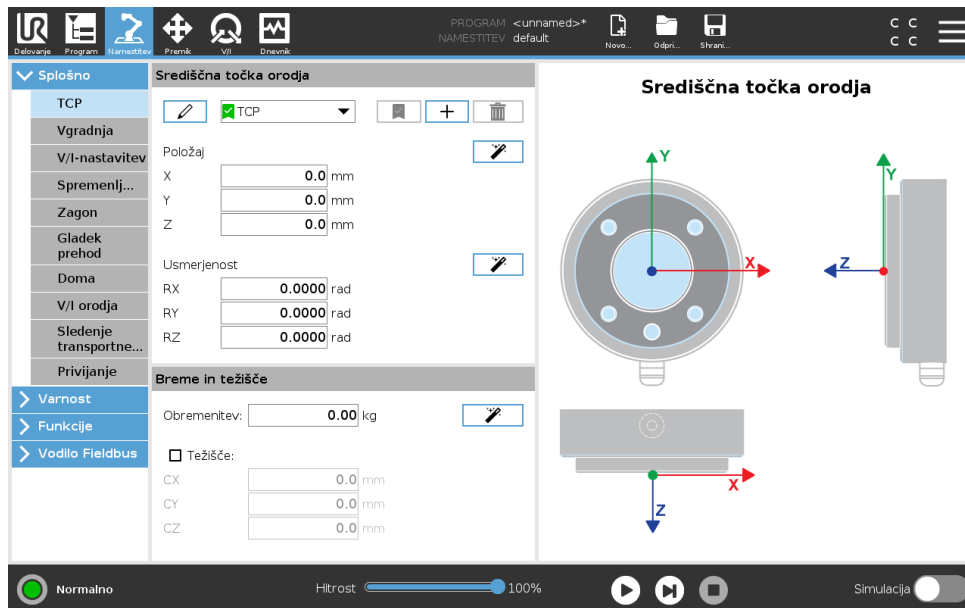 PROGRAM <unnamed>*
NAMESTITEV default
Delovanje Program Namestitev Premik V/I Dnevnik Novo... Odpri... Shrani...
C C
C C
Splošno
TCP
Vgradnja
V/I-nastavitev
Spremenlj...
Zagon
Gladek
prehod
Doma
V/I orodja
Sledenje
transportne...
Privijanje
Varnost
Funkcije
Vodilo Fieldbus
Središčna točka orodja
TCP
Položaj
X 0.0 mm
Y 0.0 mm
Z 0.0 mm
Usmerjenost
RX 0.0000 rad
RY 0.0000 rad
RZ 0.0000 rad
Breme in težišče
Obremenitev: 0.00 kg
Težišče:
CX 0.0 mm
CY 0.0 mm
CZ 0.0 mm
Središčna točka orodja
Y
X
Y
Z
X
Z
Normalno
Hitrost 100%
Simulacija